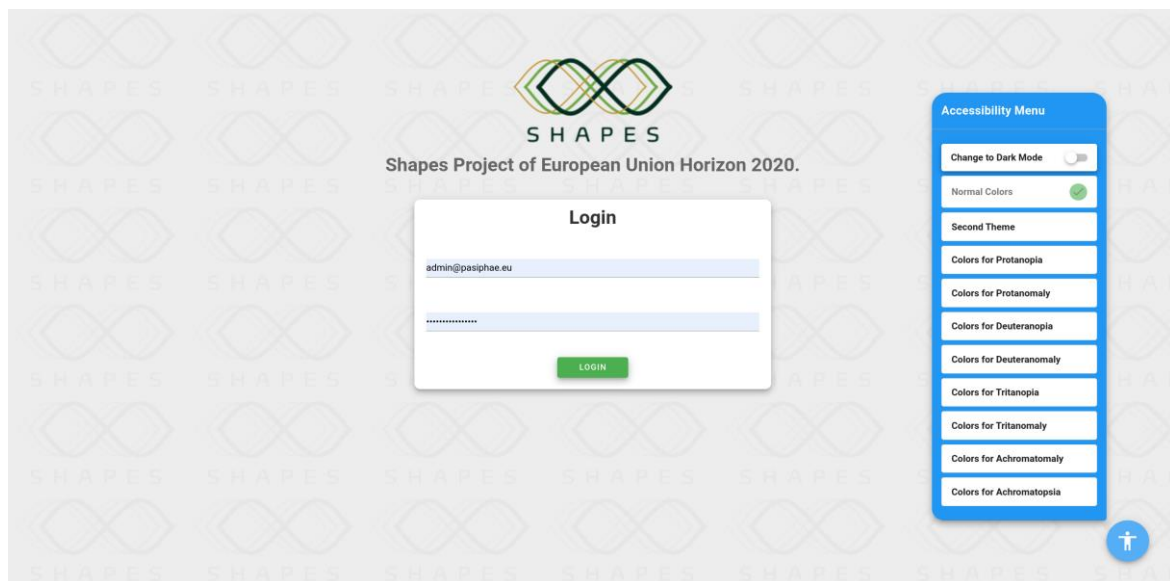 SHAPES
Shapes Project of European Union Horizon 2020.
Login
admin@pasiphae.eu
••••••••••••••••
LOGIN
Accessibility Menu
Change to Dark Mode
Normal Colors
Second Theme
Colors for Protanopia
Colors for Protanomaly
Colors for Deuteranopia
Colors for Deuteranomaly
Colors for Tritanopia
Colors for Tritanomaly
Colors for Achromatomaly
Colors for Achromatopsia